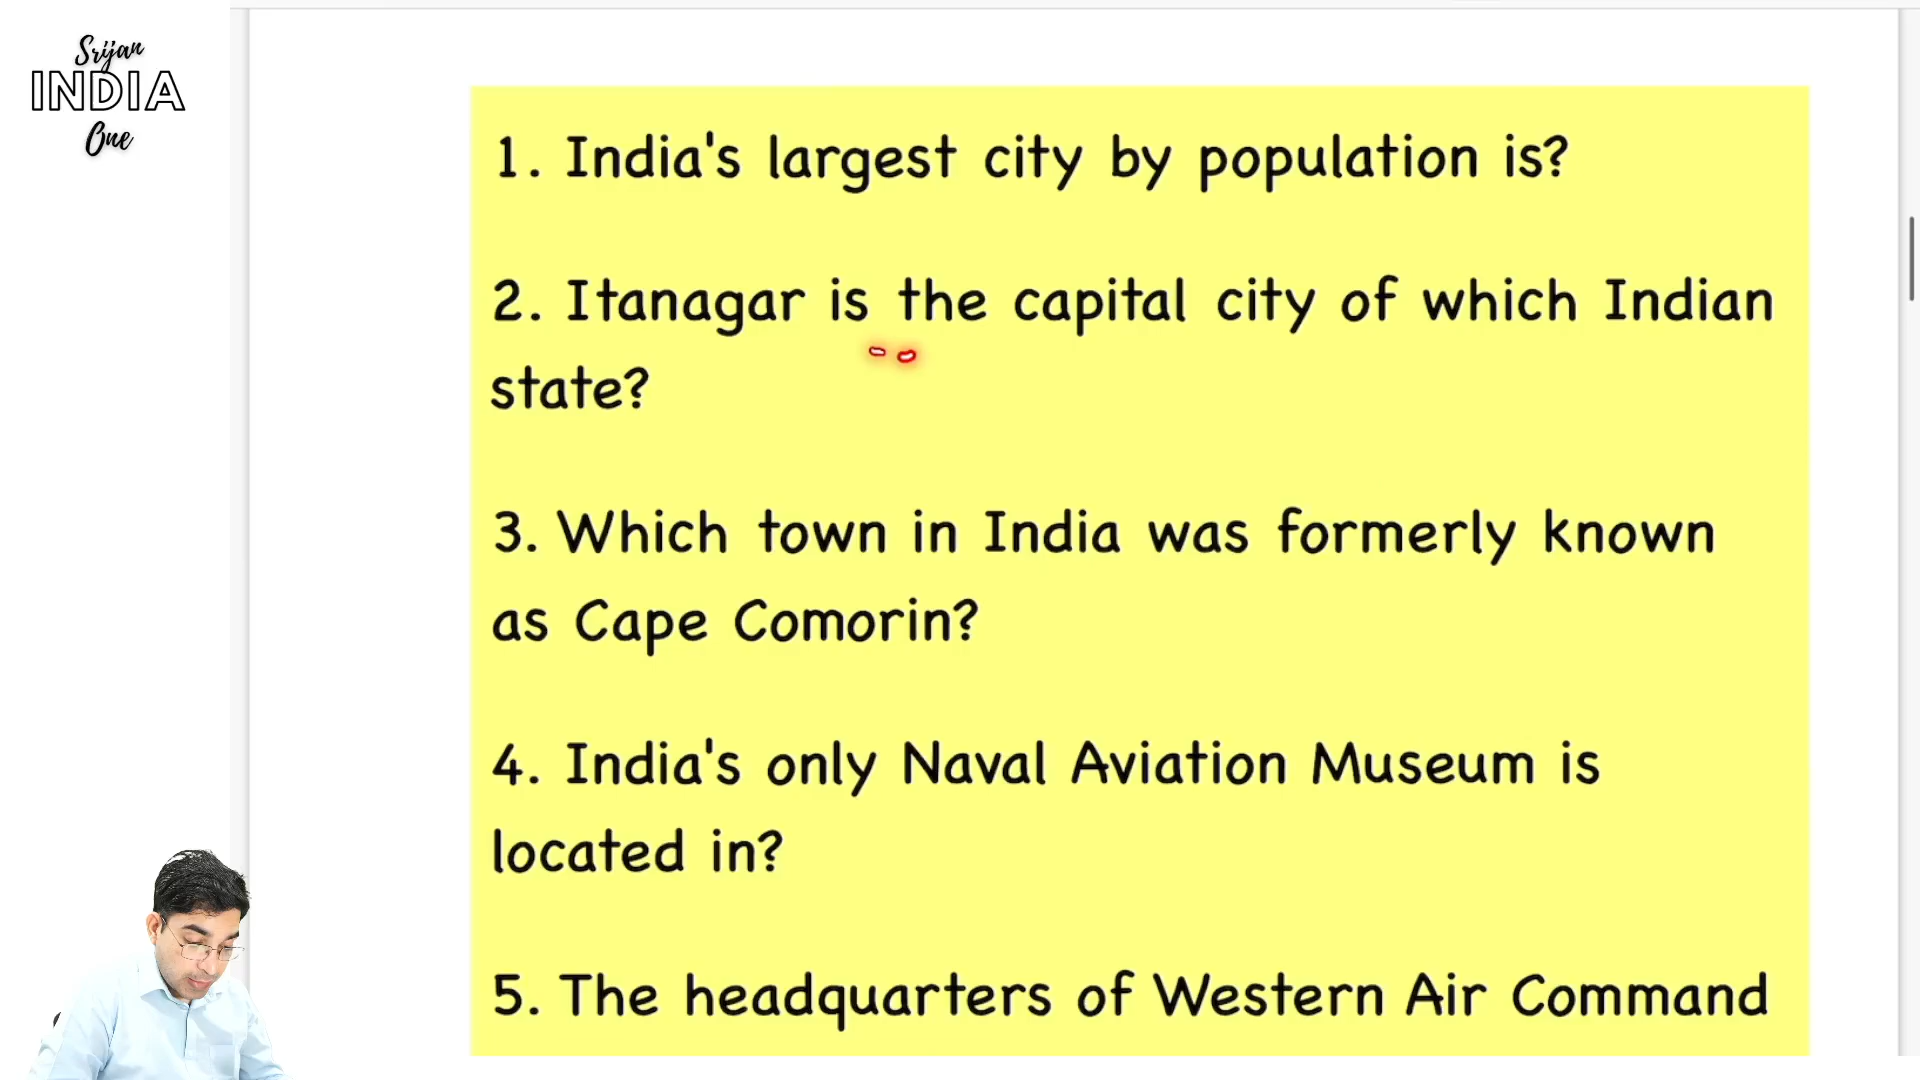 Srijan
INDIA
One
1. India's largest city by population is?
2. Itanagar is the capital city of which Indian
state?
3. Which town in India was formerly known
as Cape Comorin?
4. India's only Naval Aviation Museum is
located in?
5. The headquarters of Western Air Command